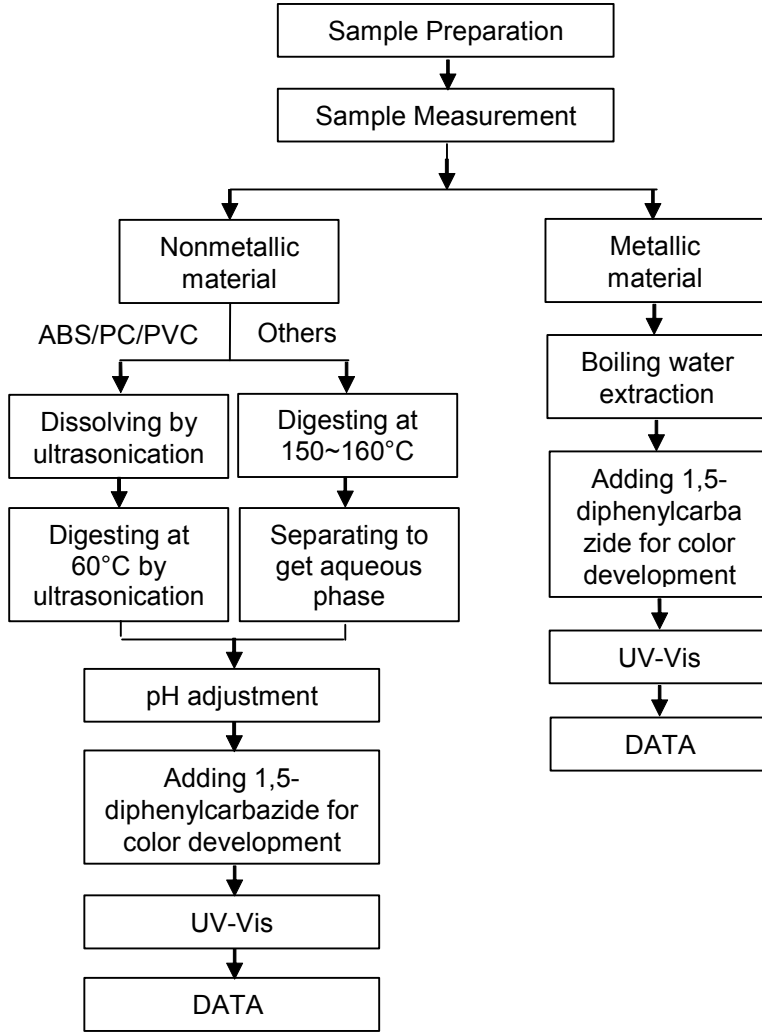 Sample Preparation
Sample Measurement
Nonmetallic
material
Metallic
material
ABS/PC/PVC
Others
Boiling water
extraction
Dissolving by
ultrasonication
Digesting at
150~160°C
Adding 1,5-
diphenylcarba
zide for color
development
Digesting at
60°C by
ultrasonication
Separating to
get aqueous
phase
UV-Vis
pH adjustment
DATA
Adding 1,5-
diphenylcarbazide for
color development
UV-Vis
DATA